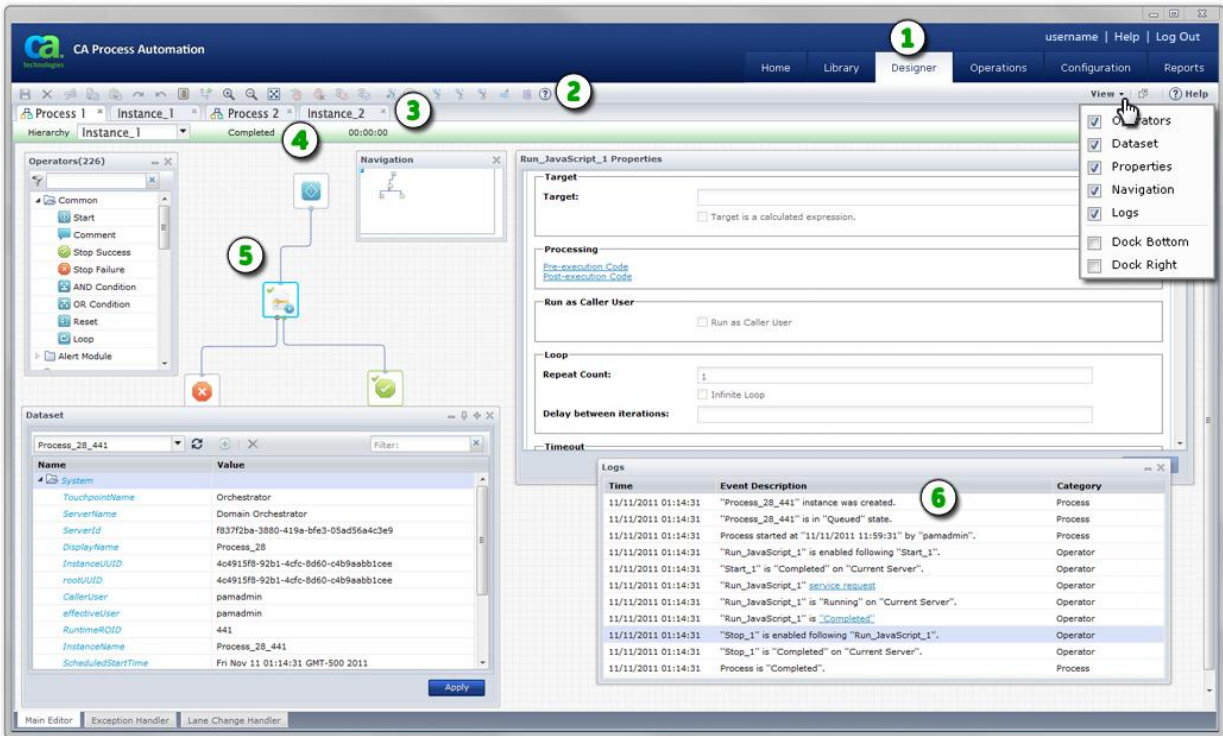 ca
technologies
CA Process Automation
username | Help | Log Out
Home Library Designer Operations Configuration Reports
1
2
View Help
Process 1 Instance_1 Process 2 Instance_2
3
Hierarchy Instance_1 Completed 00:00:00
4
Operators
Dataset
Properties
Navigation
Logs
Dock Bottom
Dock Right
Operators(226)
Common
Start
Comment
Stop Success
Stop Failure
AND Condition
OR Condition
Reset
Loop
Alert Module
Navigation
5
Run_JavaScript_1 Properties
Target
Target:
Target is a calculated expression.
Processing
Pre-execution Code
Post-execution Code
Run as Caller User
Run as Caller User
Loop
Repeat Count: 1
Infinite Loop
Delay between iterations:
Timeout
Dataset
Process_28_441 Filter:
Name Value
System
TouchpointName Orchestrator
ServerName Domain Orchestrator
ServerId f837f2ba-3880-419a-bfe3-05ad56a4c3e9
DisplayName Process_28
InstanceUUID 4c4915f8-92b1-4cfc-8d60-c4b9aabb1cee
rootUUID 4c4915f8-92b1-4cfc-8d60-c4b9aabb1cee
CallerUser pamadmin
effectiveUser pamadmin
RuntimeROID 441
InstanceName Process_28_441
ScheduledStartTime Fri Nov 11 01:14:31 GMT-500 2011
Apply
Logs
6
Time Event Description Category
11/11/2011 01:14:31 "Process_28_441" instance was created. Process
11/11/2011 01:14:31 "Process_28_441" is in "Queued" state. Process
11/11/2011 01:14:31 Process started at "11/11/2011 11:59:31" by "pamadmin". Process
11/11/2011 01:14:31 "Run_JavaScript_1" is enabled following "Start_1". Operator
11/11/2011 01:14:31 "Start_1" is "Completed" on "Current Server". Operator
11/11/2011 01:14:31 "Run_JavaScript_1" service request Operator
11/11/2011 01:14:31 "Run_JavaScript_1" is "Running" on "Current Server". Operator
11/11/2011 01:14:31 "Run_JavaScript_1" is "Completed" Operator
11/11/2011 01:14:31 "Stop_1" is enabled following "Run_JavaScript_1". Operator
11/11/2011 01:14:31 "Stop_1" is "Completed" on "Current Server". Operator
11/11/2011 01:14:31 Process is "Completed". Process
Main Editor Exception Handler Lane Change Handler